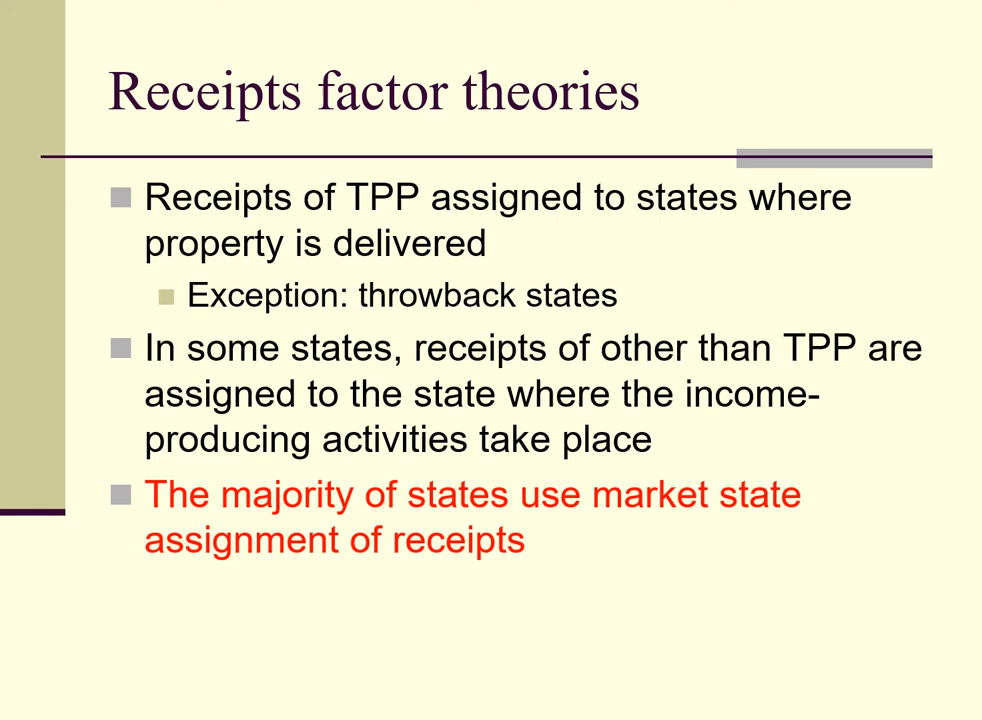 Receipts factor theories
Receipts of TPP assigned to states where
property is delivered
Exception: throwback states
In some states, receipts of other than TPP are
assigned to the state where the income-
producing activities take place
The majority of states use market state
assignment of receipts